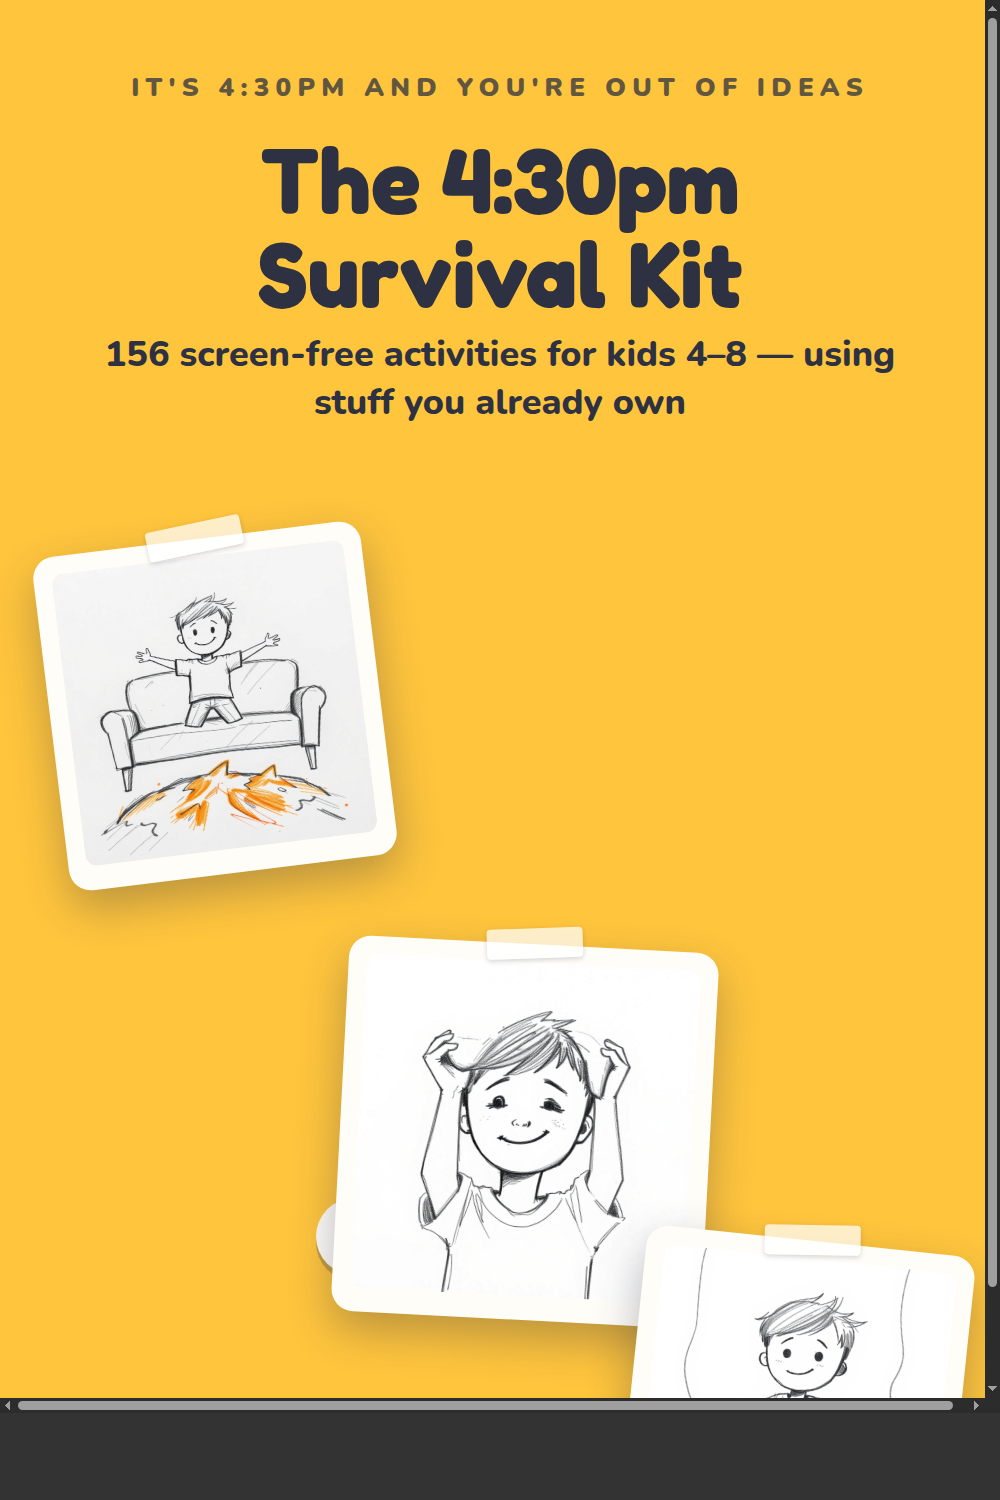 IT'S 4:30PM AND YOU'RE OUT OF IDEAS
The 4:30pm
Survival Kit
156 screen-free activities for kids 4–8 — using
stuff you already own